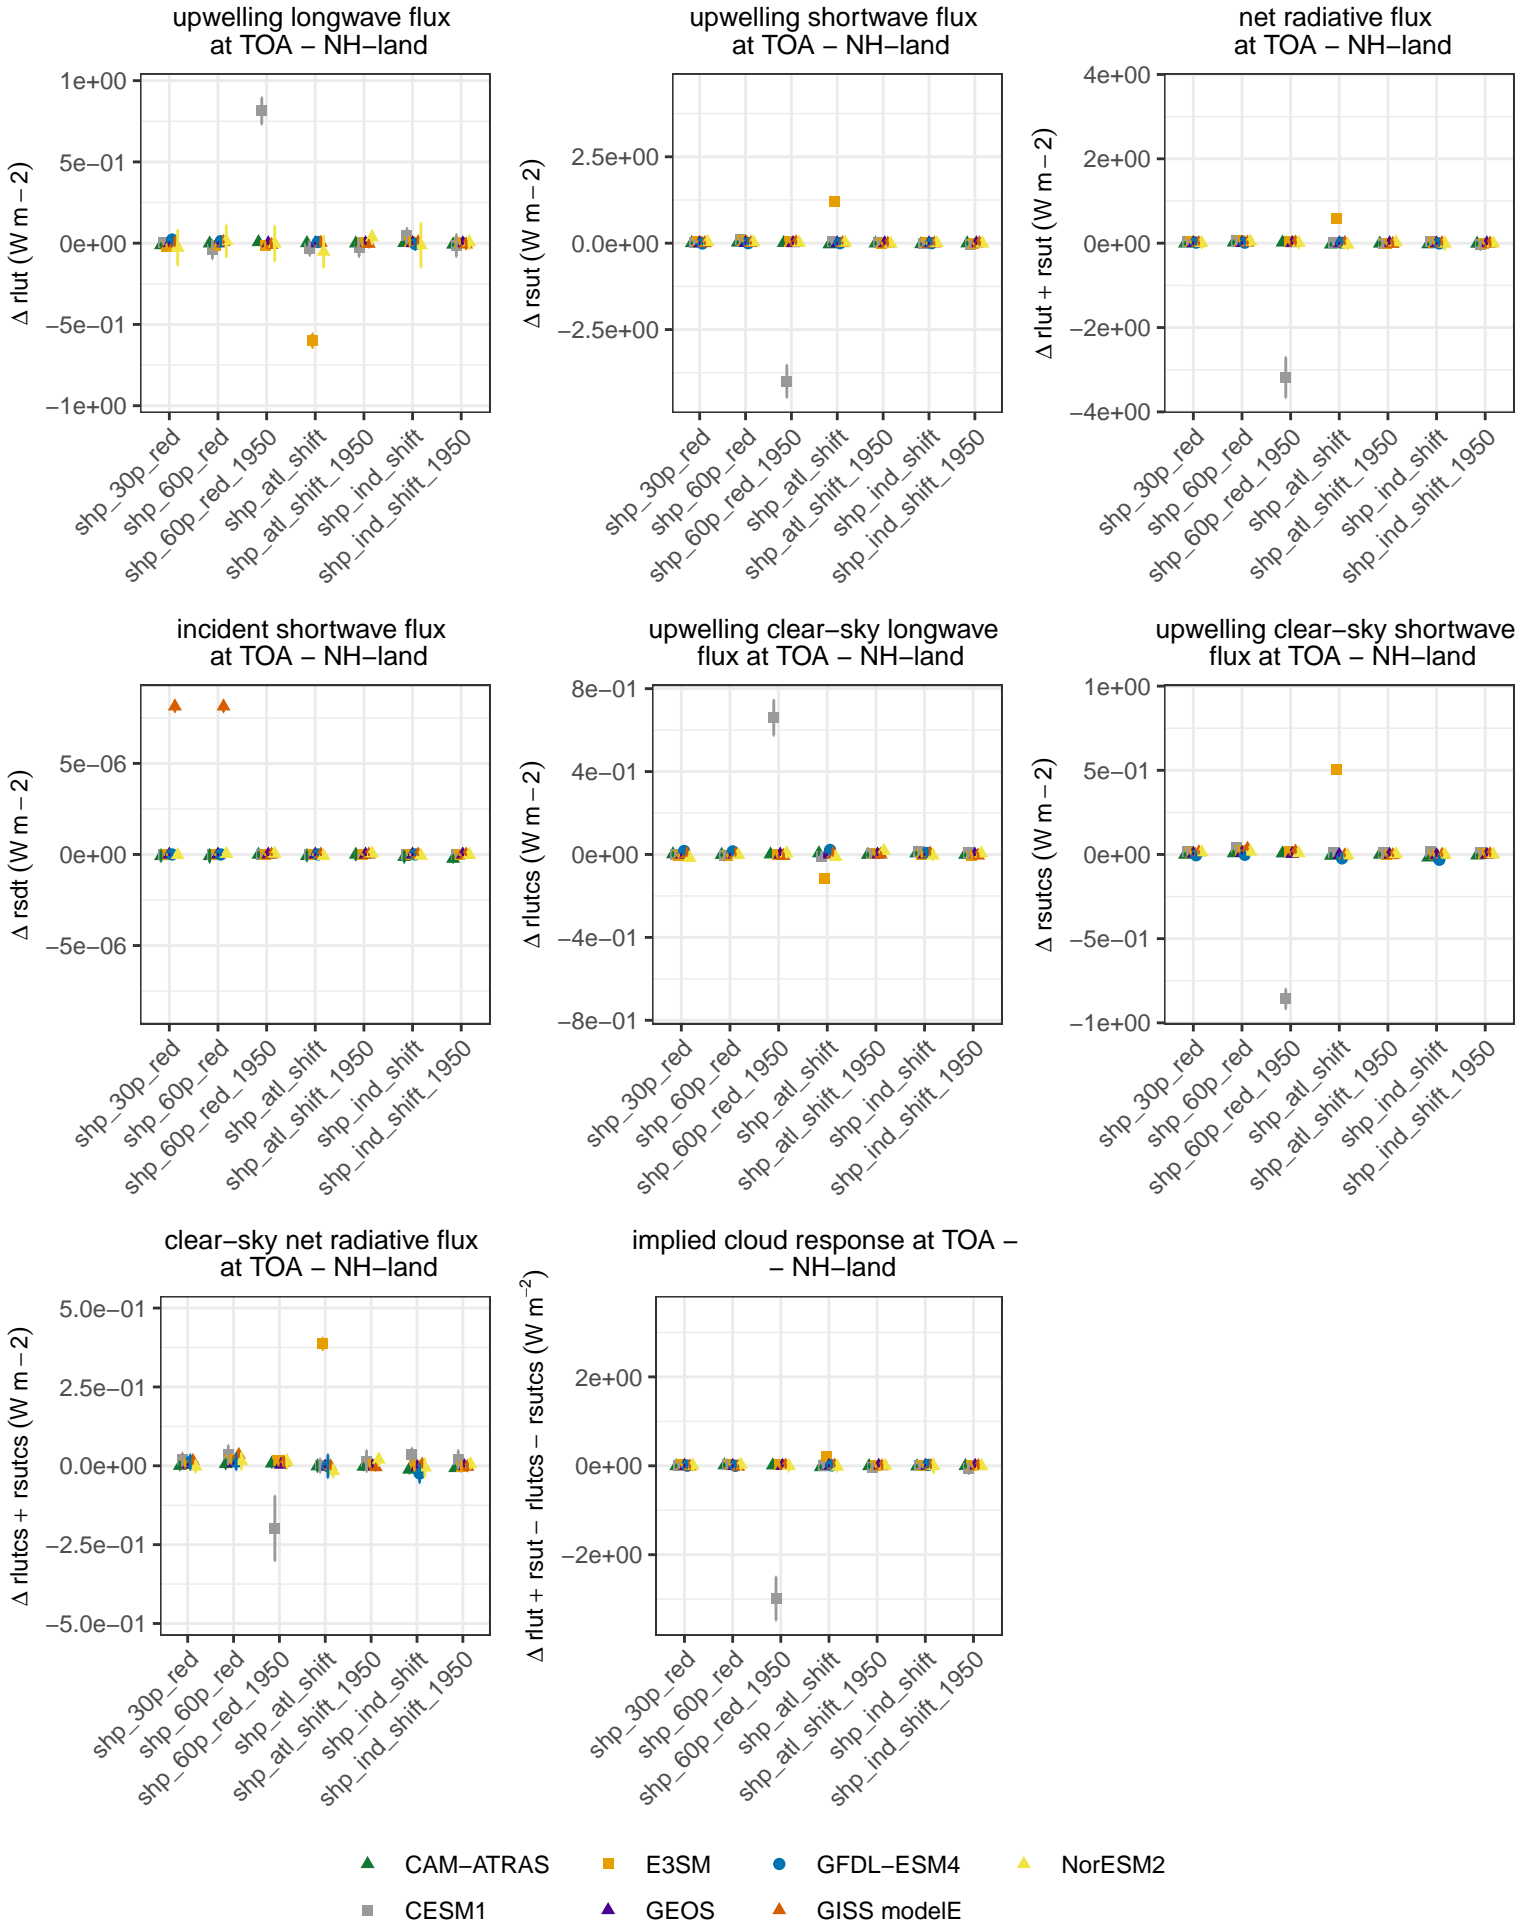 upwelling longwave flux
at TOA − NH−land
Δ rlut (W m − 2)
1e+00
5e−01
0e+00
−5e−01
−1e+00
shp_30p_red
shp_60p_red
shp_60p_red_1950
shp_atl_shift
shp_atl_shift_1950
shp_ind_shift
shp_ind_shift_1950
upwelling shortwave flux
at TOA − NH−land
Δ rsut (W m − 2)
2.5e+00
0.0e+00
−2.5e+00
shp_30p_red
shp_60p_red
shp_60p_red_1950
shp_atl_shift
shp_atl_shift_1950
shp_ind_shift
shp_ind_shift_1950
net radiative flux
at TOA − NH−land
Δ rlut + rsut (W m − 2)
4e+00
2e+00
0e+00
−2e+00
−4e+00
shp_30p_red
shp_60p_red
shp_60p_red_1950
shp_atl_shift
shp_atl_shift_1950
shp_ind_shift
shp_ind_shift_1950
incident shortwave flux
at TOA − NH−land
Δ rsdt (W m − 2)
5e−06
0e+00
−5e−06
shp_30p_red
shp_60p_red
shp_60p_red_1950
shp_atl_shift
shp_atl_shift_1950
shp_ind_shift
shp_ind_shift_1950
upwelling clear−sky longwave
flux at TOA − NH−land
Δ rlutcs (W m − 2)
8e−01
4e−01
0e+00
−4e−01
−8e−01
shp_30p_red
shp_60p_red
shp_60p_red_1950
shp_atl_shift
shp_atl_shift_1950
shp_ind_shift
shp_ind_shift_1950
upwelling clear−sky shortwave
flux at TOA − NH−land
Δ rsutcs (W m − 2)
1e+00
5e−01
0e+00
−5e−01
−1e+00
shp_30p_red
shp_60p_red
shp_60p_red_1950
shp_atl_shift
shp_atl_shift_1950
shp_ind_shift
shp_ind_shift_1950
clear−sky net radiative flux
at TOA − NH−land
Δ rlutcs + rsutcs (W m − 2)
5.0e−01
2.5e−01
0.0e+00
−2.5e−01
−5.0e−01
shp_30p_red
shp_60p_red
shp_60p_red_1950
shp_atl_shift
shp_atl_shift_1950
shp_ind_shift
shp_ind_shift_1950
implied cloud response at TOA −
− NH−land
Δ rlut + rsut − rlutcs − rsutcs (W m⁻²)
2e+00
0e+00
−2e+00
shp_30p_red
shp_60p_red
shp_60p_red_1950
shp_atl_shift
shp_atl_shift_1950
shp_ind_shift
shp_ind_shift_1950
CAM−ATRAS E3SM GFDL−ESM4 NorESM2
CESM1 GEOS GISS modelE